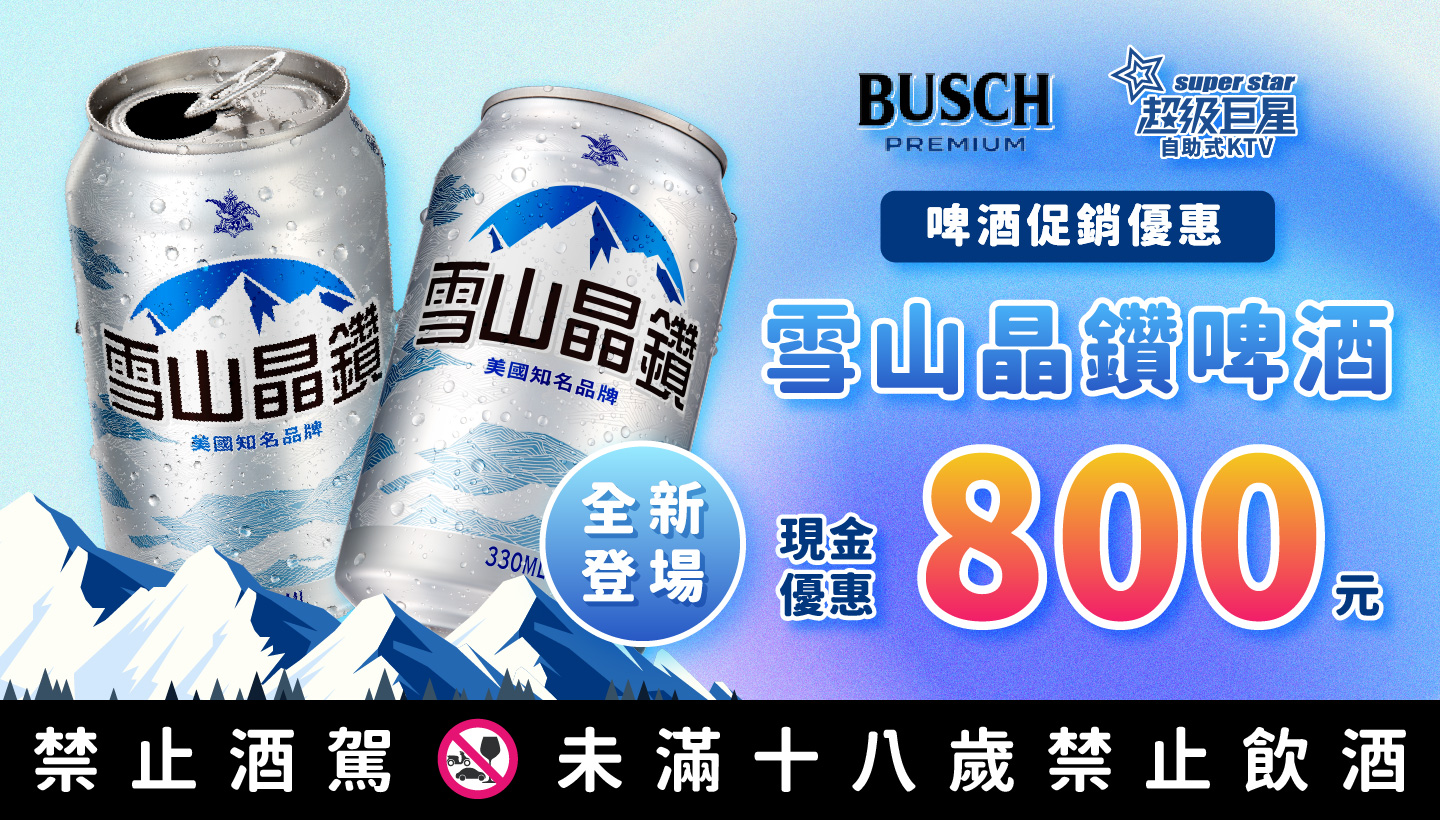 雪山晶鑽
美國知名品牌
雪山晶鑽
美國知名品牌
330ML
全新
登場
BUSCH
PREMIUM
super star
超級巨星
自助式KTV
啤酒促銷優惠
雪山晶鑽啤酒
現金
優惠
800元
禁止酒駕 未滿十八歲禁止飲酒